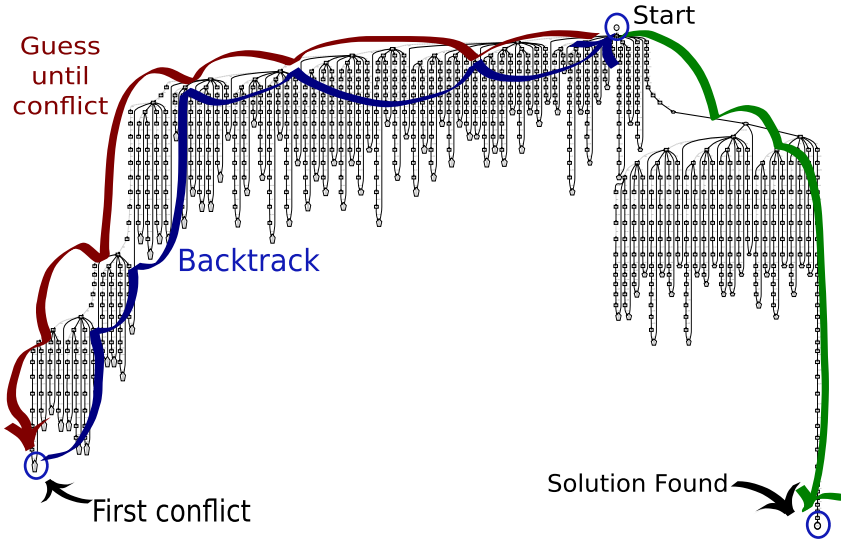 Start
Guess
until
conflict
Backtrack
Solution Found
First conflict